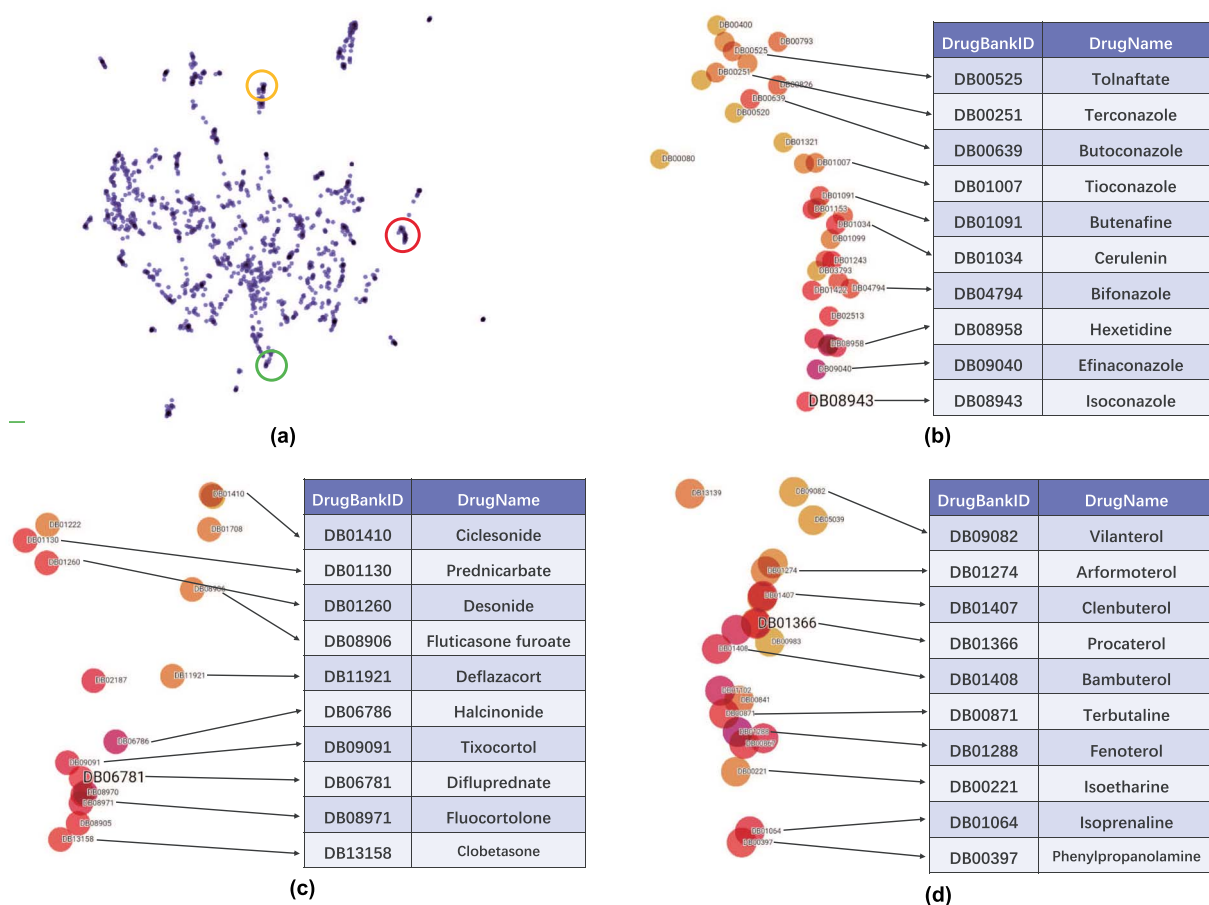 (a)
DB00400
DB00793
DB00525
DB00251
DB00826
DB00639
DB00520
DB01321
DB00080
DB01007
DB01091
DB01153
DB01034
DB01099
DB01243
DB03793
DB04794
DB02513
DB08958
DB09040
DB08943
DrugBankID DrugName
DB00525 Tolnaftate
DB00251 Terconazole
DB00639 Butoconazole
DB01007 Tioconazole
DB01091 Butenafine
DB01034 Cerulenin
DB04794 Bifonazole
DB08958 Hexetidine
DB09040 Efinaconazole
DB08943 Isoconazole
(b)
DB01410
DB01222
DB01708
DB01130
DB01260
DB08906
DB11921
DB02187
DB06786
DB09091
DB06781
DB08970
DB08971
DB08905
DB13158
DrugBankID DrugName
DB01410 Ciclesonide
DB01130 Prednicarbate
DB01260 Desonide
DB08906 Fluticasone furoate
DB11921 Deflazacort
DB06786 Halcinonide
DB09091 Tixocortol
DB06781 Difluprednate
DB08971 Fluocortolone
DB13158 Clobetasone
(c)
DB13139
DB09082
DB05039
DB01274
DB01407
DB01366
DB00983
DB01408
DB00841
DB00871
DB01288
DB00221
DB01064
DB00397
DrugBankID DrugName
DB09082 Vilanterol
DB01274 Arformoterol
DB01407 Clenbuterol
DB01366 Procaterol
DB01408 Bambuterol
DB00871 Terbutaline
DB01288 Fenoterol
DB00221 Isoetharine
DB01064 Isoprenaline
DB00397 Phenylpropanolamine
(d)